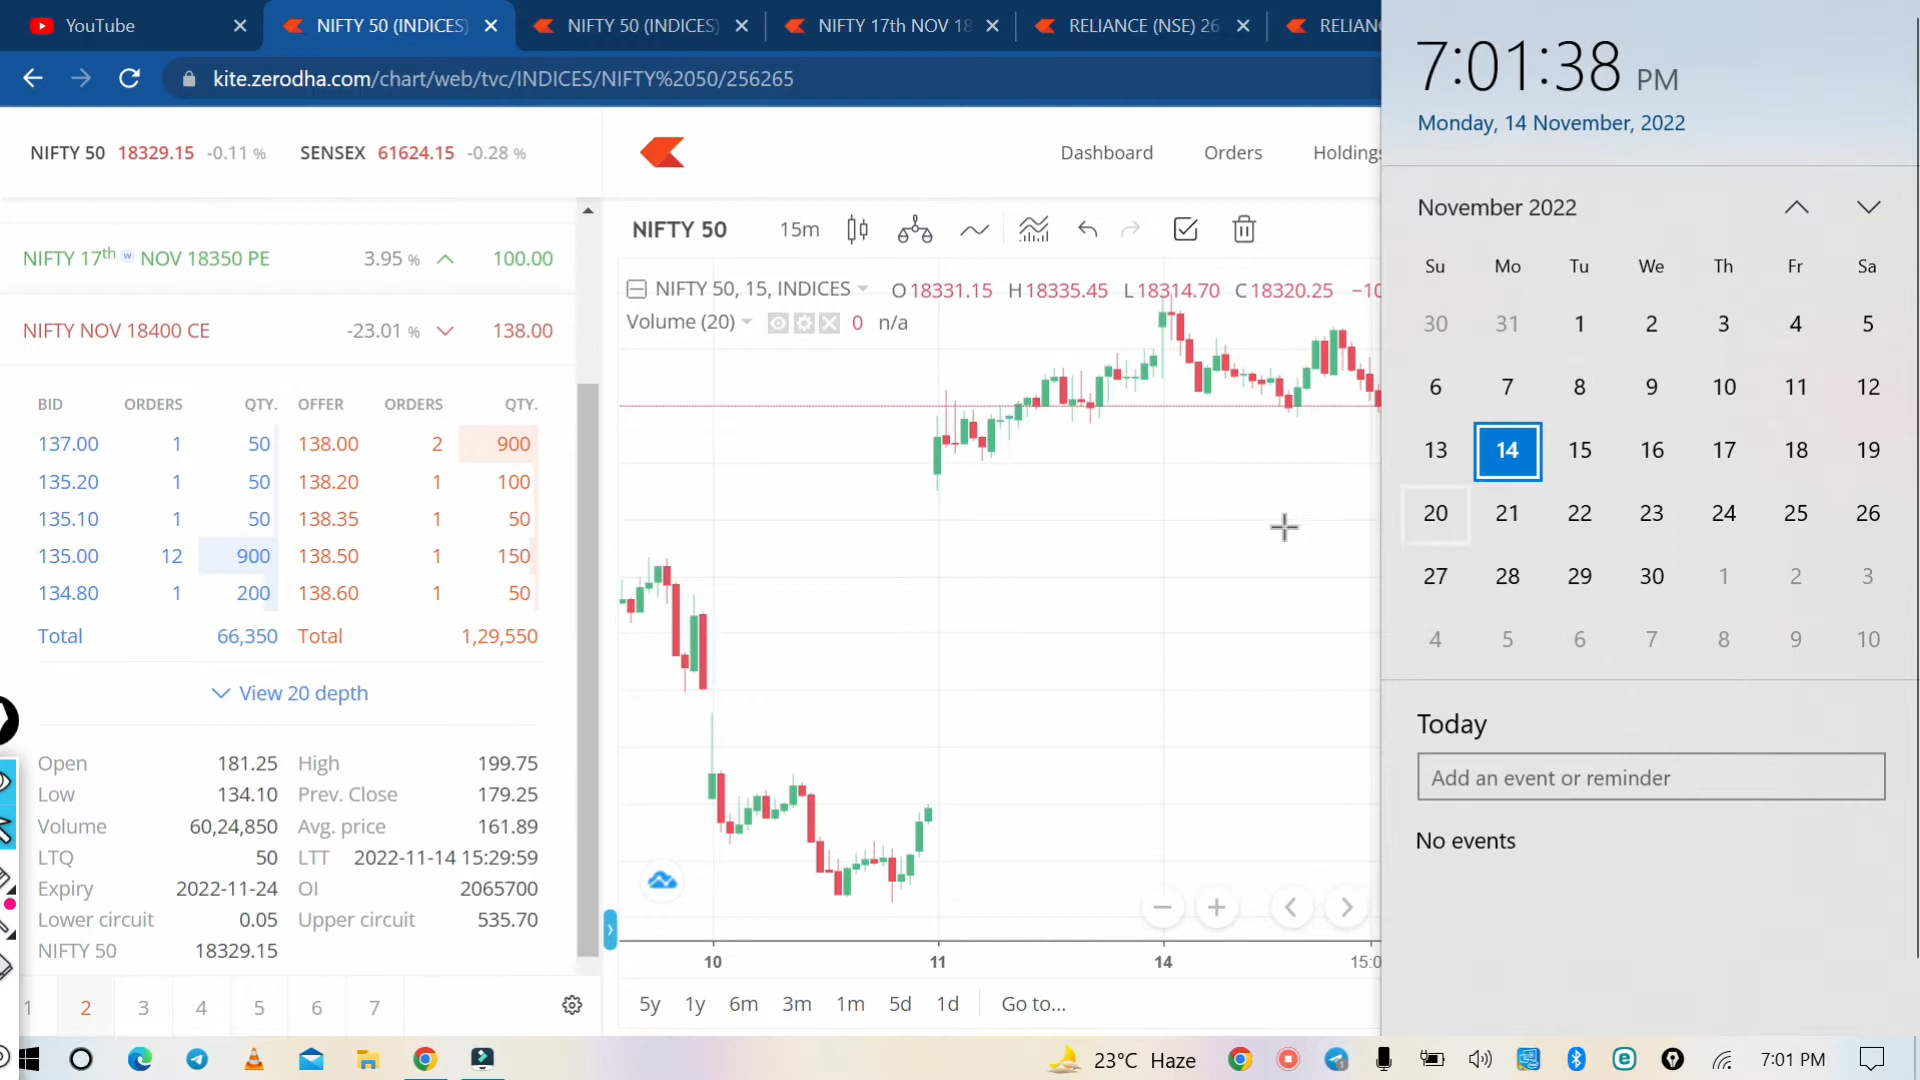 YouTube
NIFTY 50 (INDICES)
NIFTY 50 (INDICES)
NIFTY 17th NOV 18
RELIANCE (NSE) 26
RELIAN
kite.zerodha.com/chart/web/tvc/INDICES/NIFTY%2050/256265
NIFTY 50 18329.15 -0.11 % SENSEX 61624.15 -0.28 %
Dashboard Orders Holdings
NIFTY 17th w NOV 18350 PE 3.95 % 100.00
NIFTY NOV 18400 CE -23.01 % 138.00
BID ORDERS QTY. OFFER ORDERS QTY.
137.00 1 50 138.00 2 900
135.20 1 50 138.20 1 100
135.10 1 50 138.35 1 50
135.00 12 900 138.50 1 150
134.80 1 200 138.60 1 50
Total 66,350 Total 1,29,550
View 20 depth
Open 181.25 High 199.75
Low 134.10 Prev. Close 179.25
Volume 60,24,850 Avg. price 161.89
LTQ 50 LTT 2022-11-14 15:29:59
Expiry 2022-11-24 OI 2065700
Lower circuit 0.05 Upper circuit 535.70
NIFTY 50 18329.15
1 2 3 4 5 6 7
NIFTY 50 15m
NIFTY 50, 15, INDICES O 18331.15 H 18335.45 L 18314.70 C 18320.25 −10
Volume (20) 0 n/a
10 11 14 15:0
5y 1y 6m 3m 1m 5d 1d Go to...
7:01:38 PM
Monday, 14 November, 2022
November 2022
Su Mo Tu We Th Fr Sa
30 31 1 2 3 4 5
6 7 8 9 10 11 12
13 14 15 16 17 18 19
20 21 22 23 24 25 26
27 28 29 30 1 2 3
4 5 6 7 8 9 10
Today
Add an event or reminder
No events
23°C Haze
7:01 PM